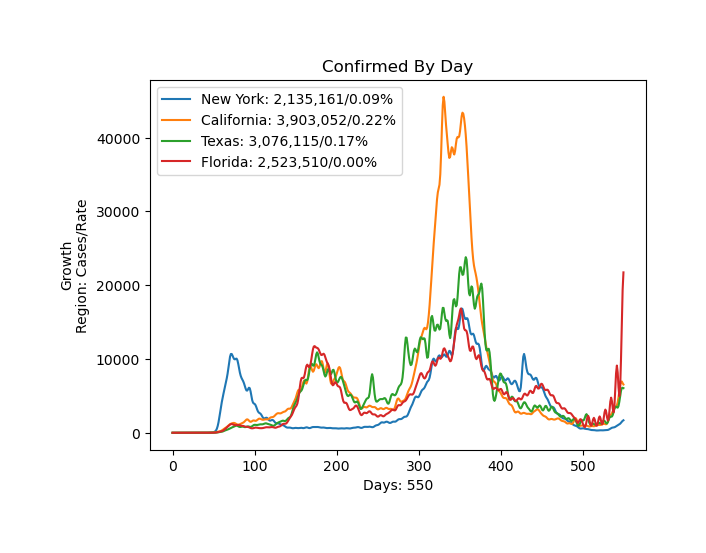 Confirmed By Day
New York: 2,135,161/0.09%
California: 3,903,052/0.22%
Texas: 3,076,115/0.17%
Florida: 2,523,510/0.00%
40000
30000
20000
10000
0
Growth
Region: Cases/Rate
0 100 200 300 400 500
Days: 550